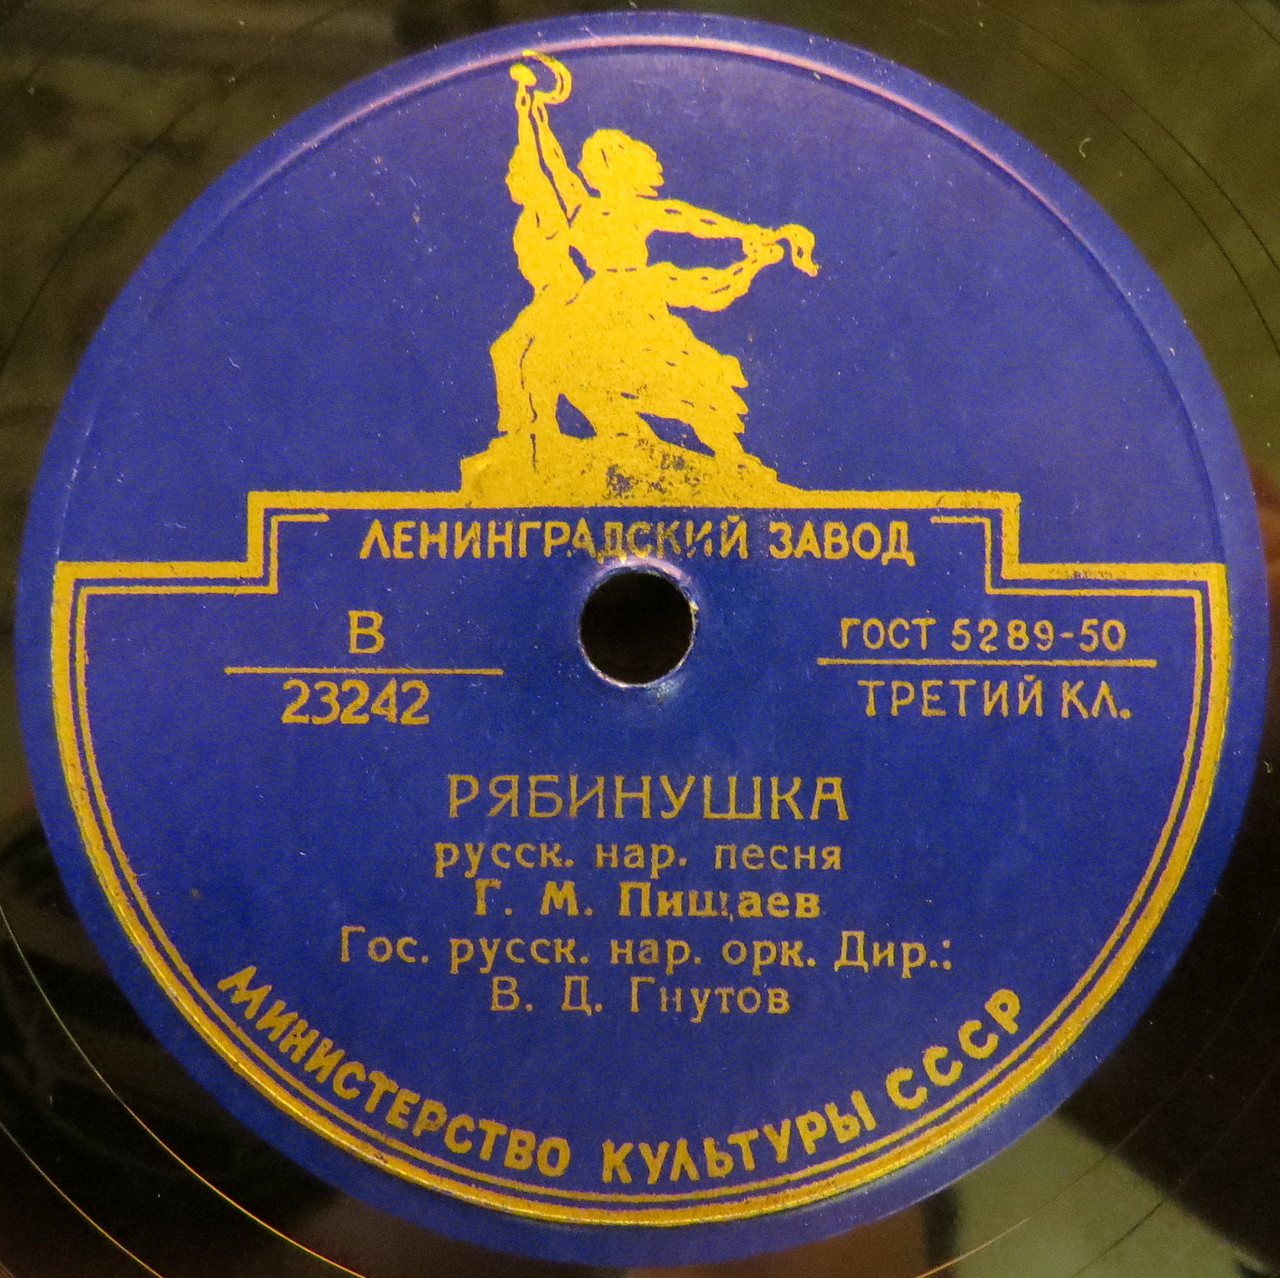 ЛЕНИНГРАДСКИЙ ЗАВОД
В
23242
ГОСТ 5289-50
ТРЕТИЙ КЛ.
РЯБИНУШКА
русск. нар. песня
Г. М. Пищаев
Гос. русск. нар. орк. Дир.:
В. Д. Гнутов
МИНИСТЕРСТВО КУЛЬТУРЫ СССР